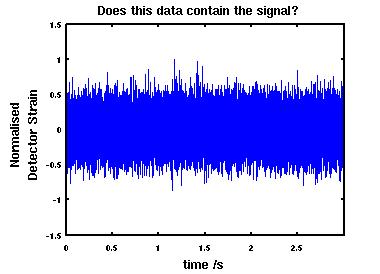 Does this data contain the signal?
Normalised
Detector Strain
1.5
1
0.5
0
-0.5
-1
-1.5
0 0.5 1 1.5 2 2.5
time /s